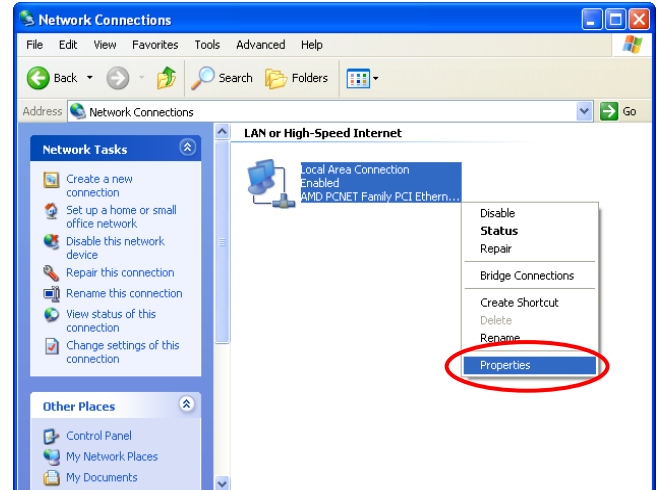 Network Connections
File Edit View Favorites Tools Advanced Help
Back Search Folders
Address Network Connections Go
Network Tasks
Create a new
connection
Set up a home or small
office network
Disable this network
device
Repair this connection
Rename this connection
View status of this
connection
Change settings of this
connection
Other Places
Control Panel
My Network Places
My Documents
LAN or High-Speed Internet
Local Area Connection
Enabled
AMD PCNET Family PCI Ethern...
Disable
Status
Repair
Bridge Connections
Create Shortcut
Delete
Rename
Properties